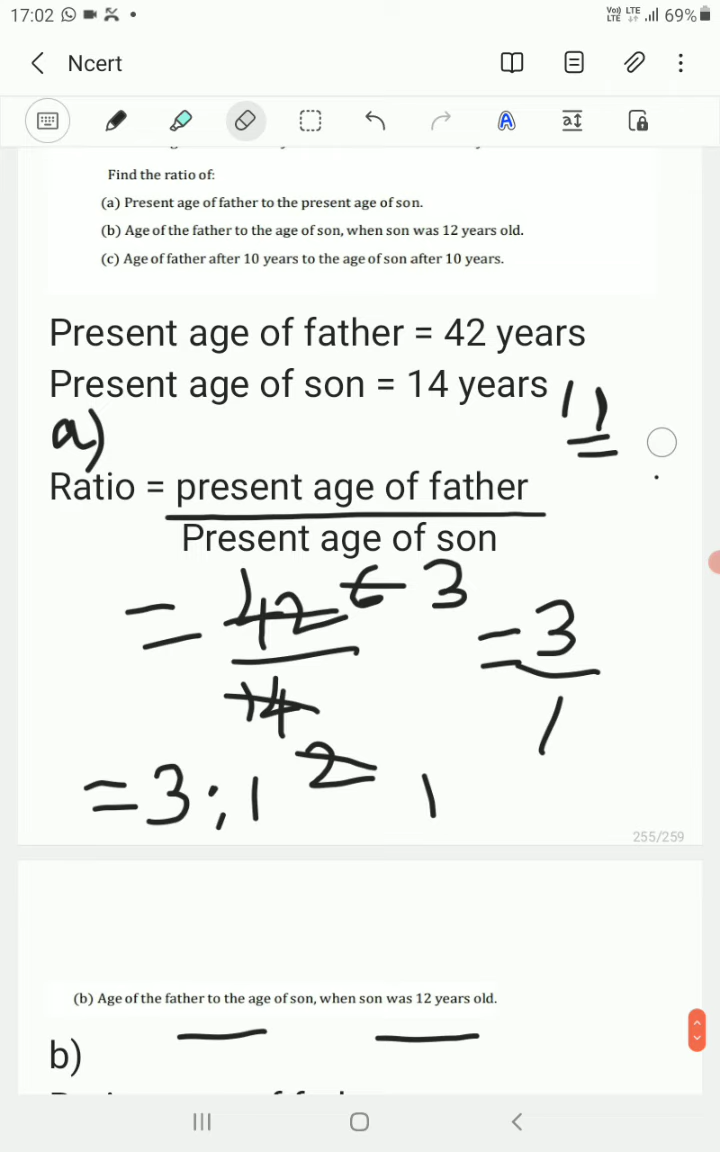 17:02 Vo) LTE LTE 69%
Ncert
Find the ratio of:
(a) Present age of father to the present age of son.
(b) Age of the father to the age of son, when son was 12 years old.
(c) Age of father after 10 years to the age of son after 10 years.
Present age of father = 42 years
Present age of son = 14 years
a)
Ratio = present age of father
Present age of son
= 42 6 3
14
= 3
1
= 3:1 2 1
255/259
(b) Age of the father to the age of son, when son was 12 years old.
b)